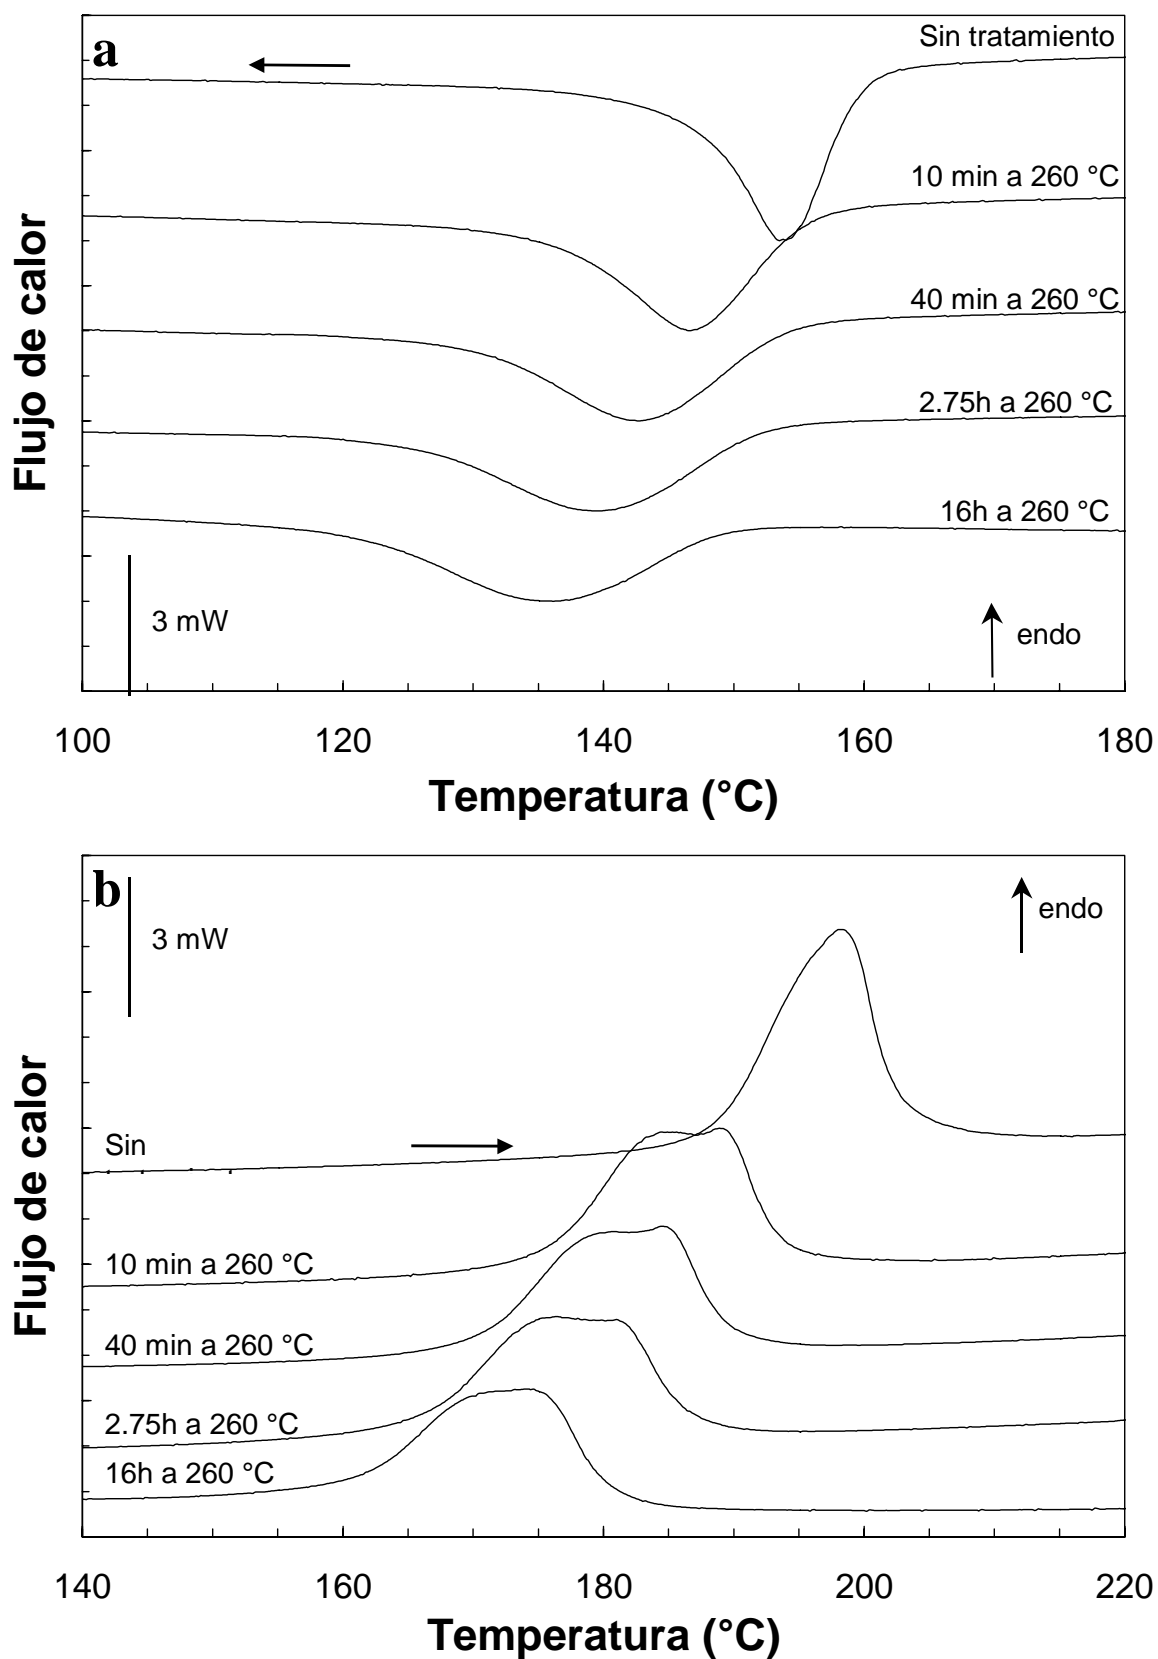 a
Sin tratamiento
10 min a 260 °C
40 min a 260 °C
2.75h a 260 °C
16h a 260 °C
3 mW
endo
Flujo de calor
100 120 140 160 180
Temperatura (°C)
b
3 mW
endo
Sin
10 min a 260 °C
40 min a 260 °C
2.75h a 260 °C
16h a 260 °C
Flujo de calor
140 160 180 200 220
Temperatura (°C)